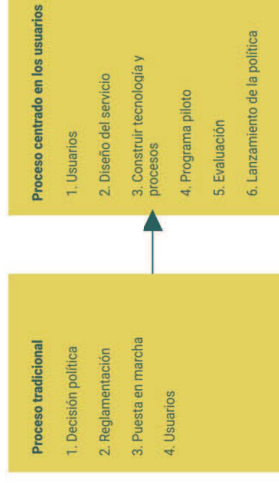 Proceso tradicional
1. Decisión política
2. Reglamentación
3. Puesta en marcha
4. Usuarios
Proceso centrado en los usuarios
1. Usuarios
2. Diseño del servicio
3. Construir tecnología y
procesos
4. Programa piloto
5. Evaluación
6. Lanzamiento de la política